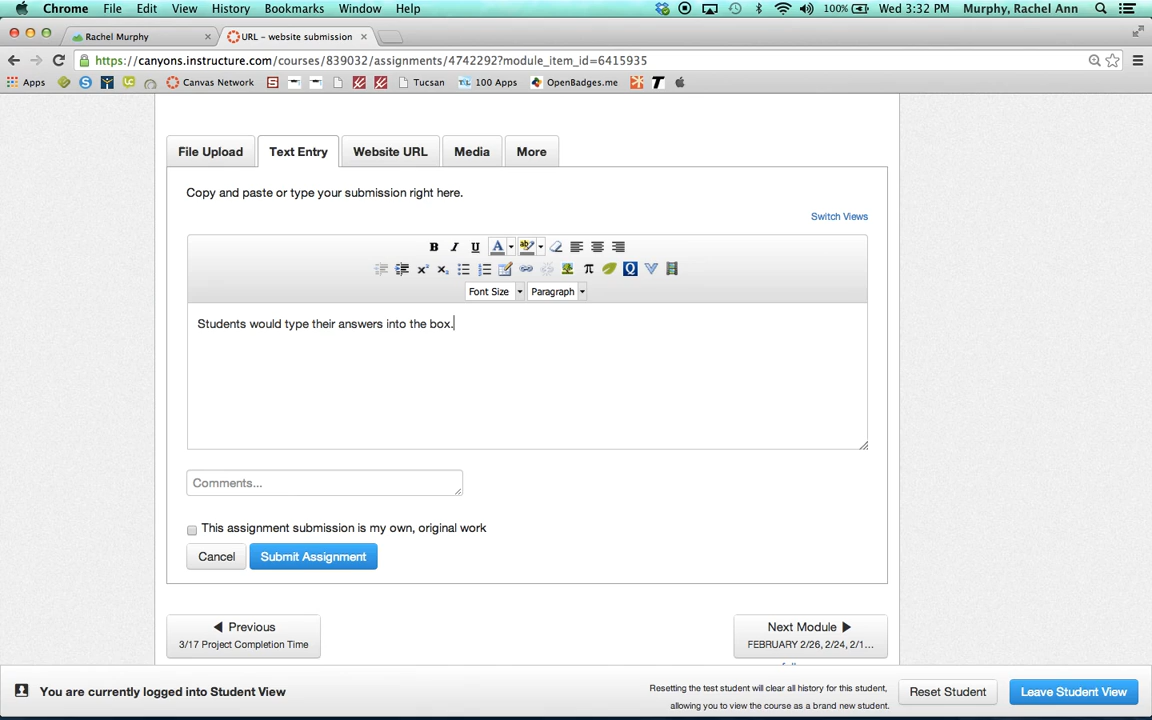 Chrome File Edit View History Bookmarks Window Help 100% Wed 3:32 PM Murphy, Rachel Ann
Rachel Murphy × URL – website submission ×
https://canyons.instructure.com/courses/839032/assignments/4742292?module_item_id=6415935
Apps Canvas Network Tucsan 100 Apps OpenBadges.me
File Upload Text Entry Website URL Media More
Copy and paste or type your submission right here.
Switch Views
B I U A ab
x² x₂ π Q V
Font Size Paragraph
Students would type their answers into the box.
Comments...
This assignment submission is my own, original work
Cancel Submit Assignment
Previous Next Module
3/17 Project Completion Time FEBRUARY 2/26, 2/24, 2/1...
You are currently logged into Student View
Resetting the test student will clear all history for this student,
allowing you to view the course as a brand new student.
Reset Student Leave Student View